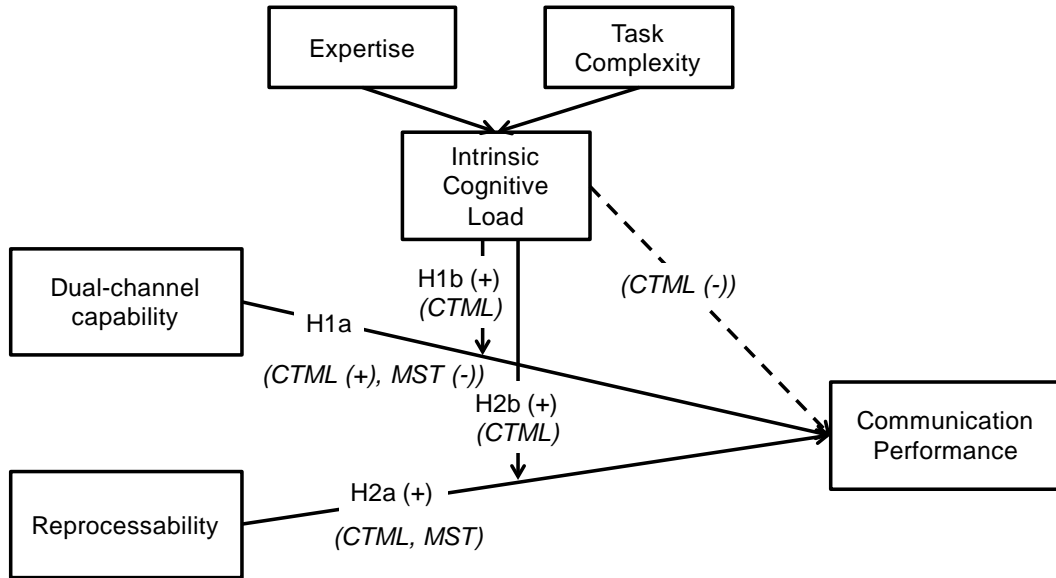 Expertise
Task
Complexity
Intrinsic
Cognitive
Load
Dual-channel
capability
H1b (+)
(CTML)
(CTML (-))
H1a
(CTML (+), MST (-))
H2b (+)
(CTML)
Communication
Performance
Reprocessability
H2a (+)
(CTML, MST)